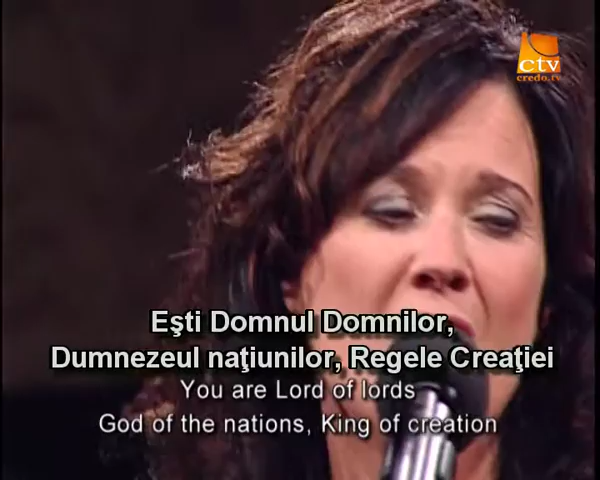 ctv
credo.tv
Eşti Domnul Domnilor,
Dumnezeul naţiunilor, Regele Creaţiei
You are Lord of lords
God of the nations, King of creation